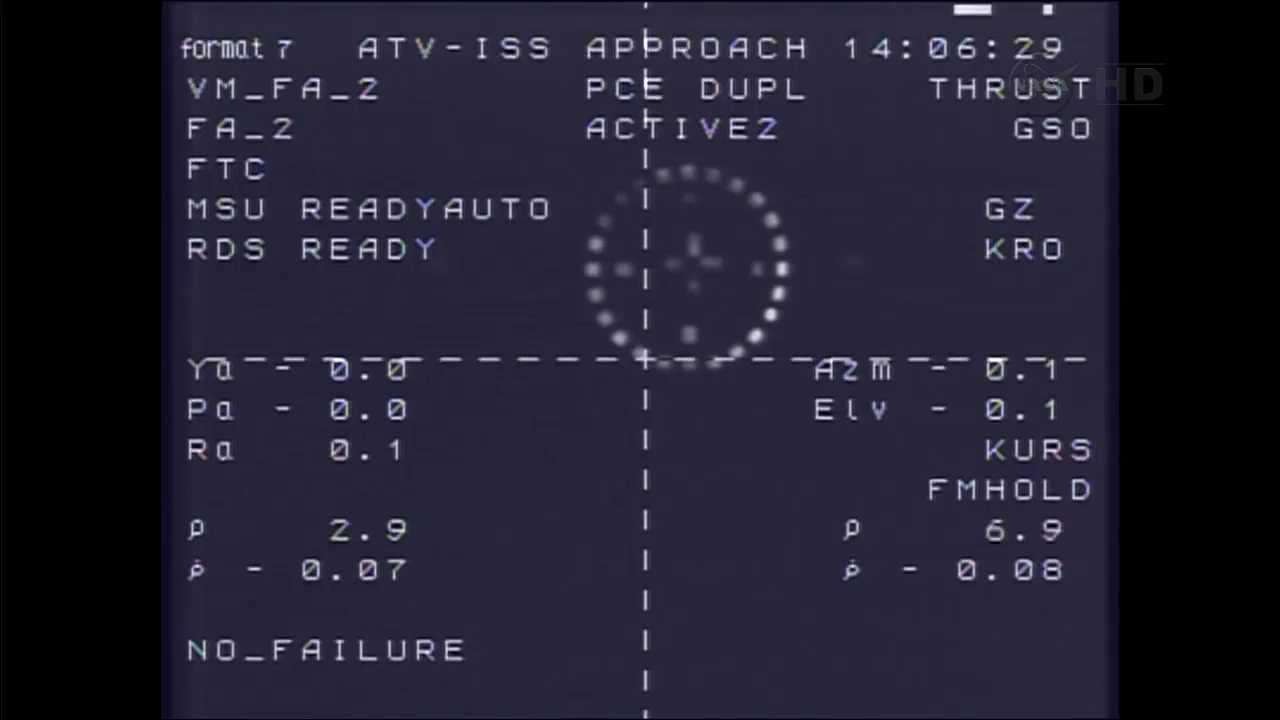 format 7 ATV-ISS APPROACH 14:06:29
VM_FA_2 PCE DUPL THRUST
NASA HD
FA_2 ACTIVE2 GSO
FTC
MSU READYAUTO GZ
RDS READY KRO
Ya - 0.0 Azm - 0.1
Pa - 0.0 Elv - 0.1
Ra 0.1 KURS
FMHOLD
ρ 2.9 ρ 6.9
ρ̇ - 0.07 ρ̇ - 0.08
NO_FAILURE